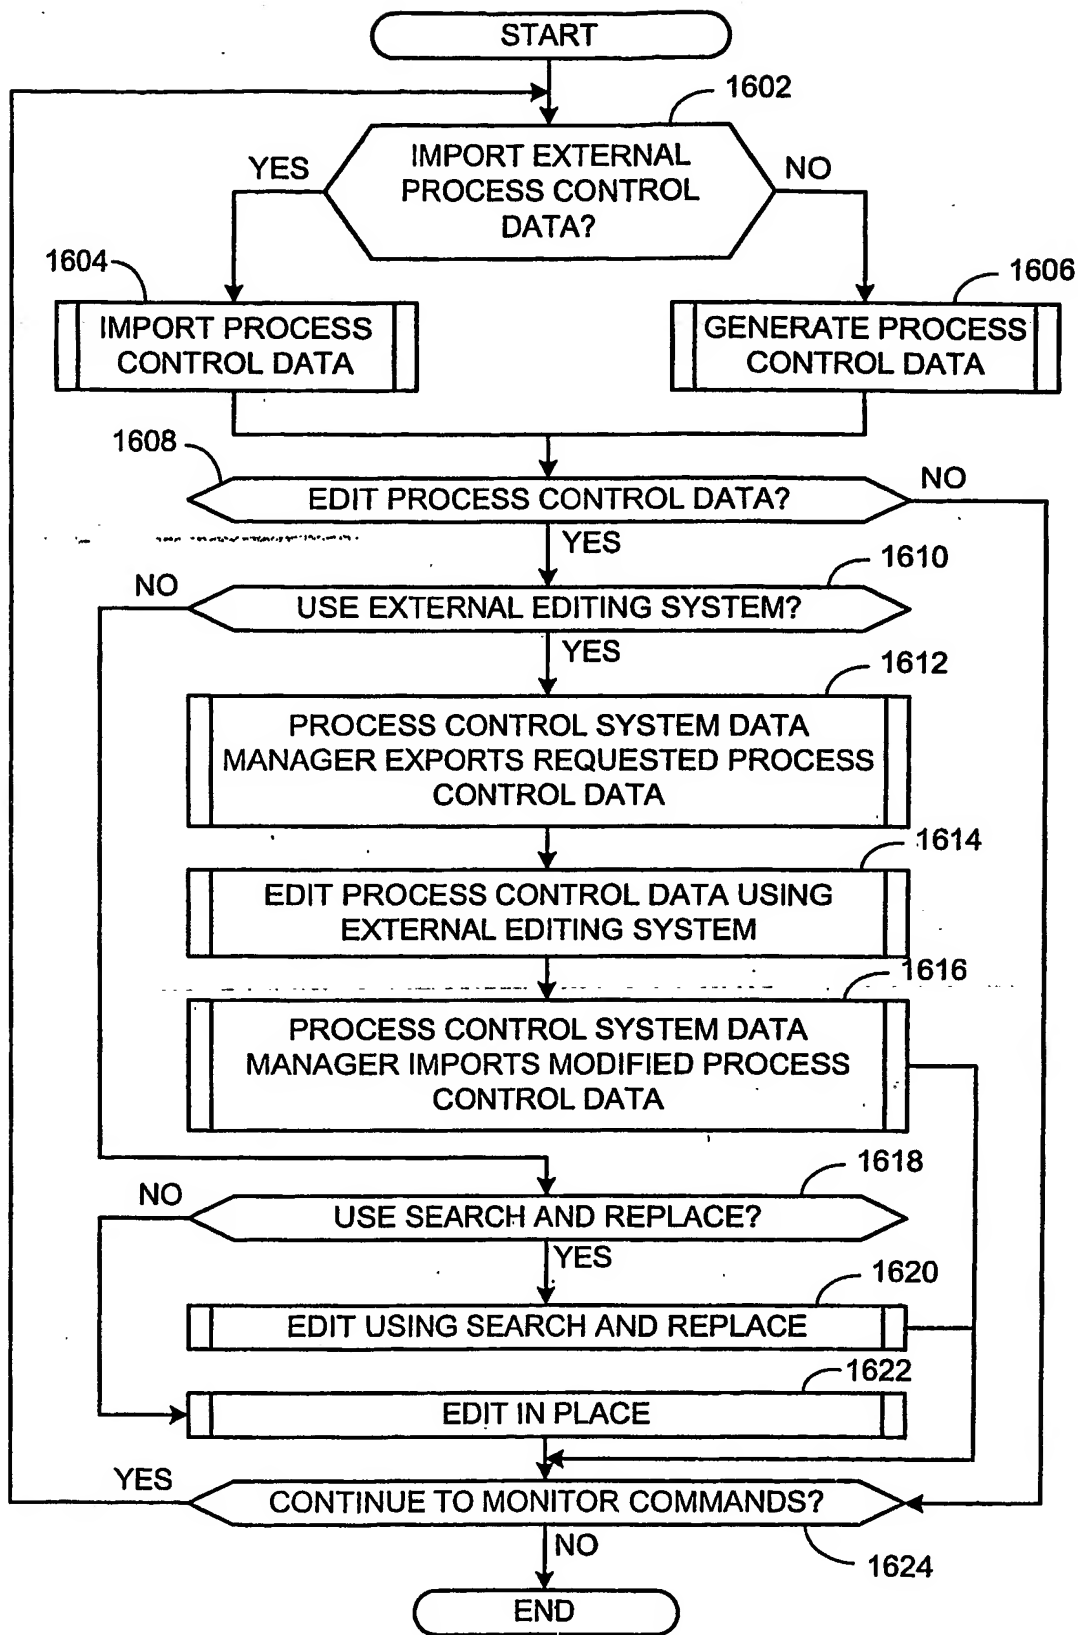 START
1602
IMPORT EXTERNAL
PROCESS CONTROL
DATA?
YES
NO
1604
1606
IMPORT PROCESS
CONTROL DATA
GENERATE PROCESS
CONTROL DATA
1608
NO
EDIT PROCESS CONTROL DATA?
YES
1610
NO
USE EXTERNAL EDITING SYSTEM?
YES
1612
PROCESS CONTROL SYSTEM DATA
MANAGER EXPORTS REQUESTED PROCESS
CONTROL DATA
1614
EDIT PROCESS CONTROL DATA USING
EXTERNAL EDITING SYSTEM
1616
PROCESS CONTROL SYSTEM DATA
MANAGER IMPORTS MODIFIED PROCESS
CONTROL DATA
1618
NO
USE SEARCH AND REPLACE?
YES
1620
EDIT USING SEARCH AND REPLACE
1622
EDIT IN PLACE
YES
CONTINUE TO MONITOR COMMANDS?
NO
1624
END